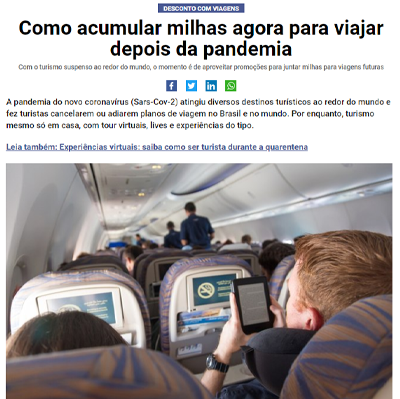 DESCONTO COM VIAGENS
Como acumular milhas agora para viajar
depois da pandemia
Com o turismo suspenso ao redor do mundo, o momento é de aproveitar promoções para juntar milhas para viagens futuras
A pandemia do novo coronavírus (Sars-Cov-2) atingiu diversos destinos turísticos ao redor do mundo e
fez turistas cancelarem ou adiarem planos de viagem no Brasil e no mundo. Por enquanto, turismo
mesmo só em casa, com tour virtuais, lives e experiências do tipo.
Leia também: Experiências virtuais: saiba como ser turista durante a quarentena